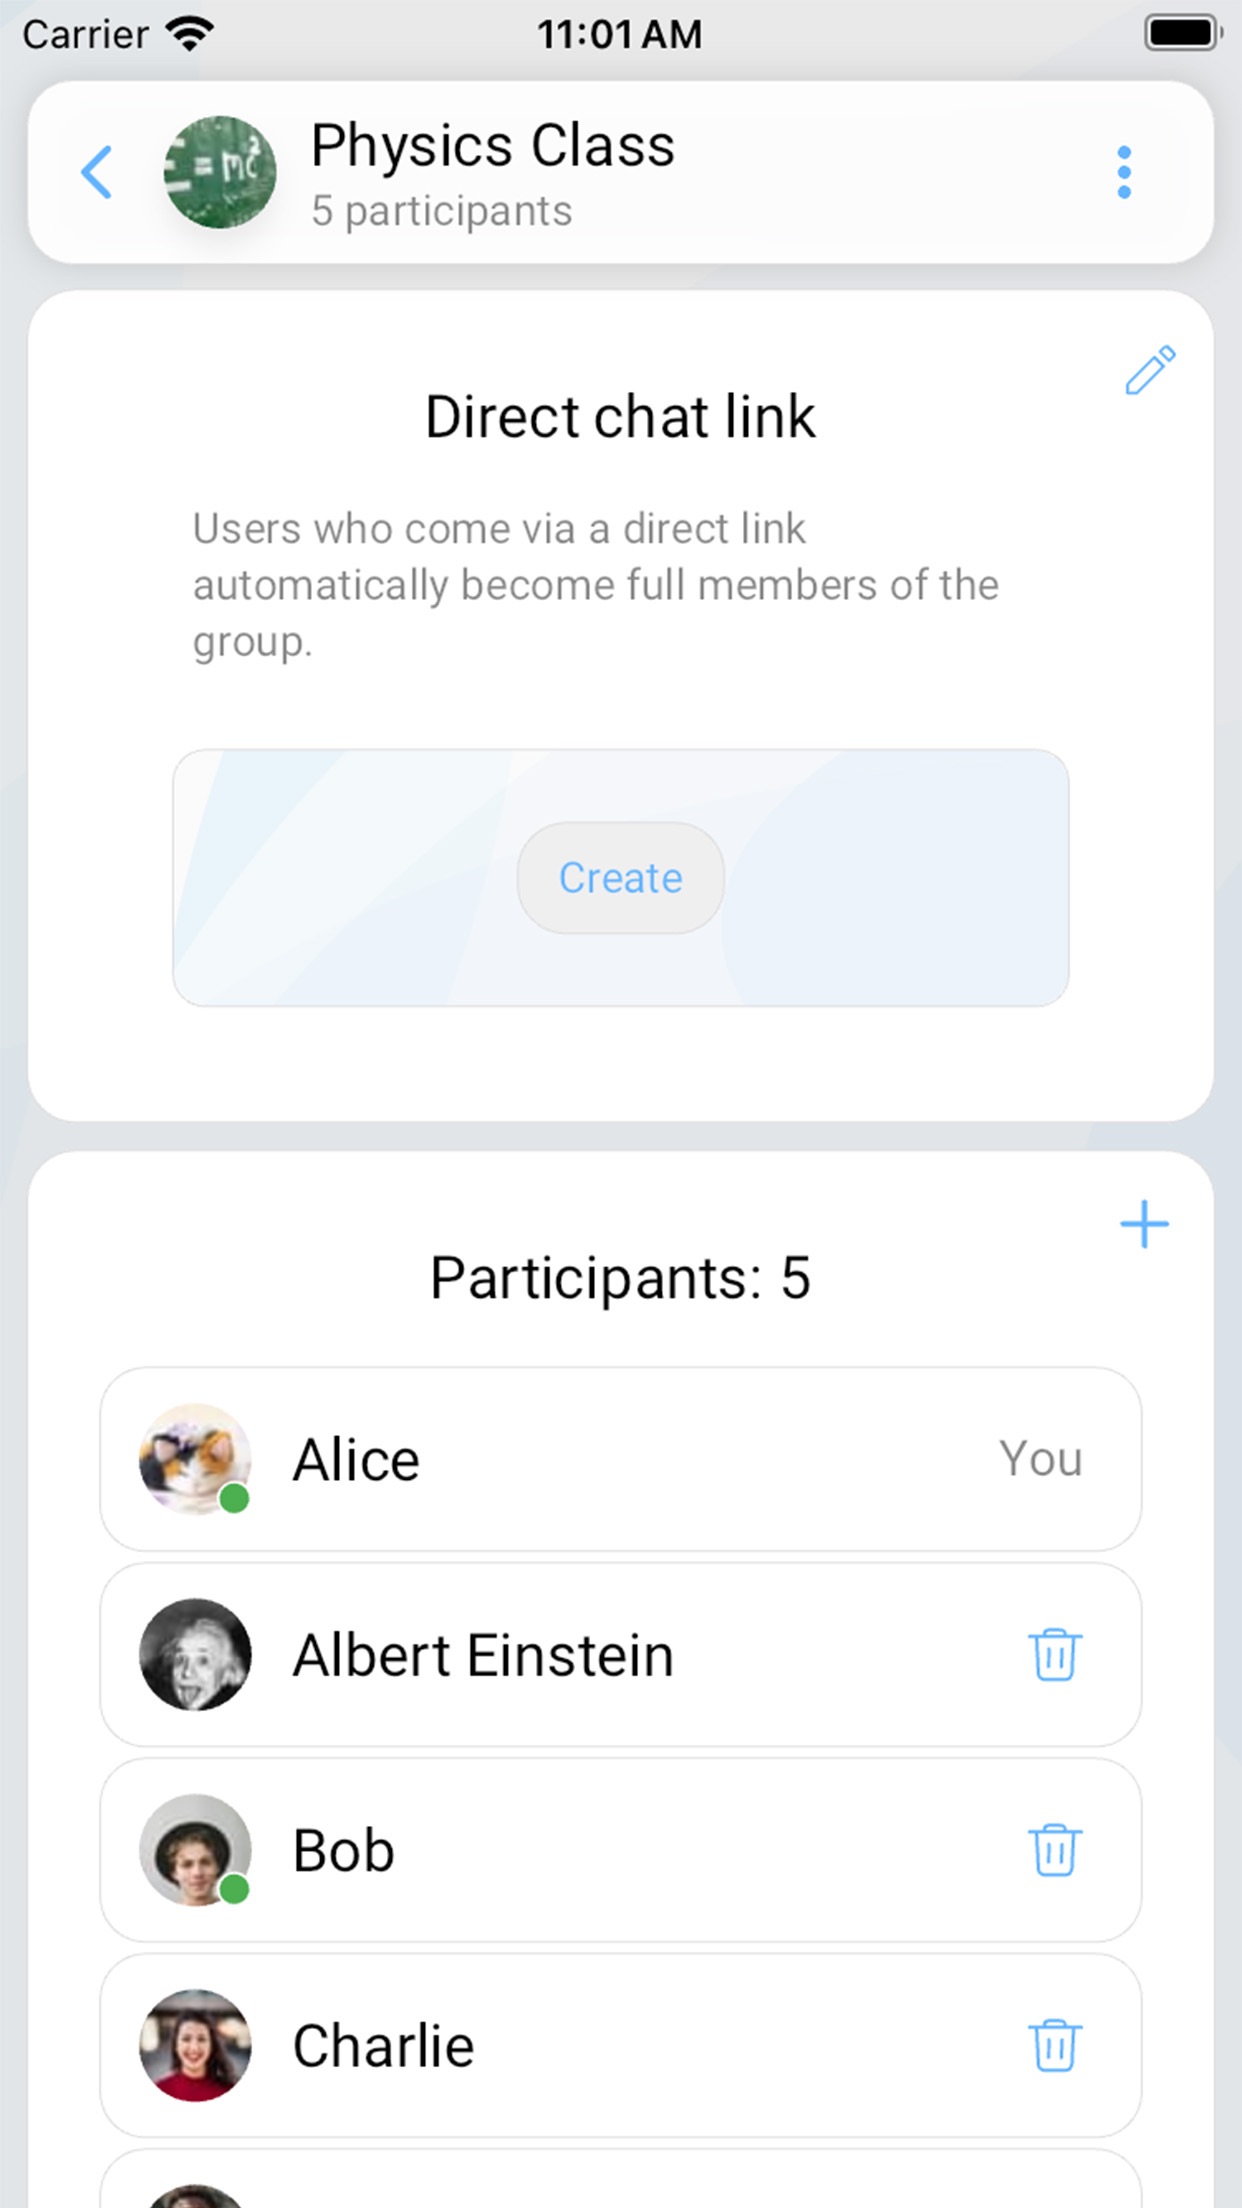 Carrier 11:01 AM
= mc²
Physics Class
5 participants
Direct chat link
Users who come via a direct link
automatically become full members of the
group.
Create
Participants: 5
Alice You
Albert Einstein
Bob
Charlie